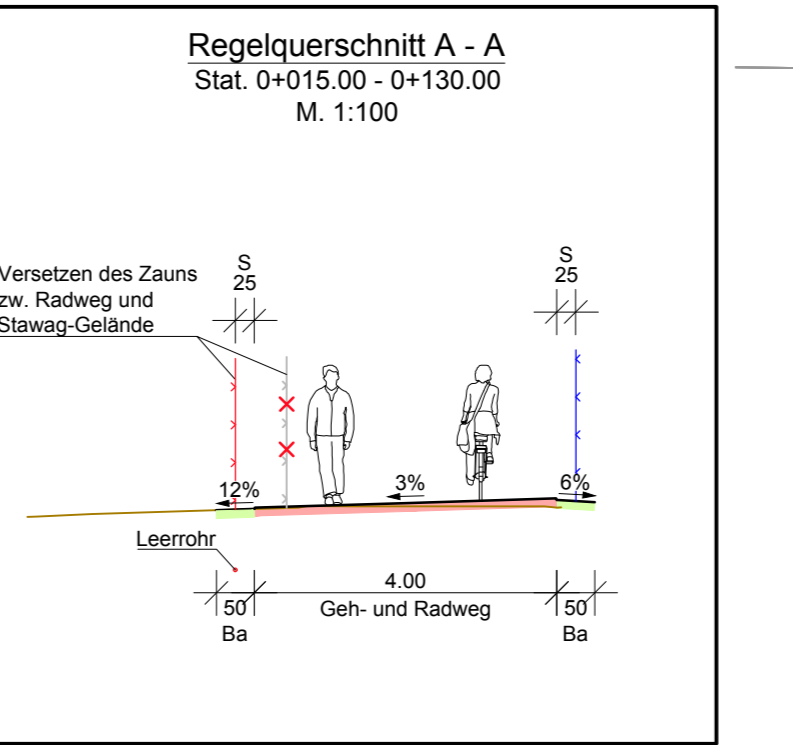 Regelquerschnitt A - A
Stat. 0+015.00 - 0+130.00
M. 1:100
Versetzen des Zauns
zw. Radweg und
Stawag-Gelände
S
25
S
25
12%
3%
6%
Leerrohr
4.00
50
Geh- und Radweg
50
Ba
Ba